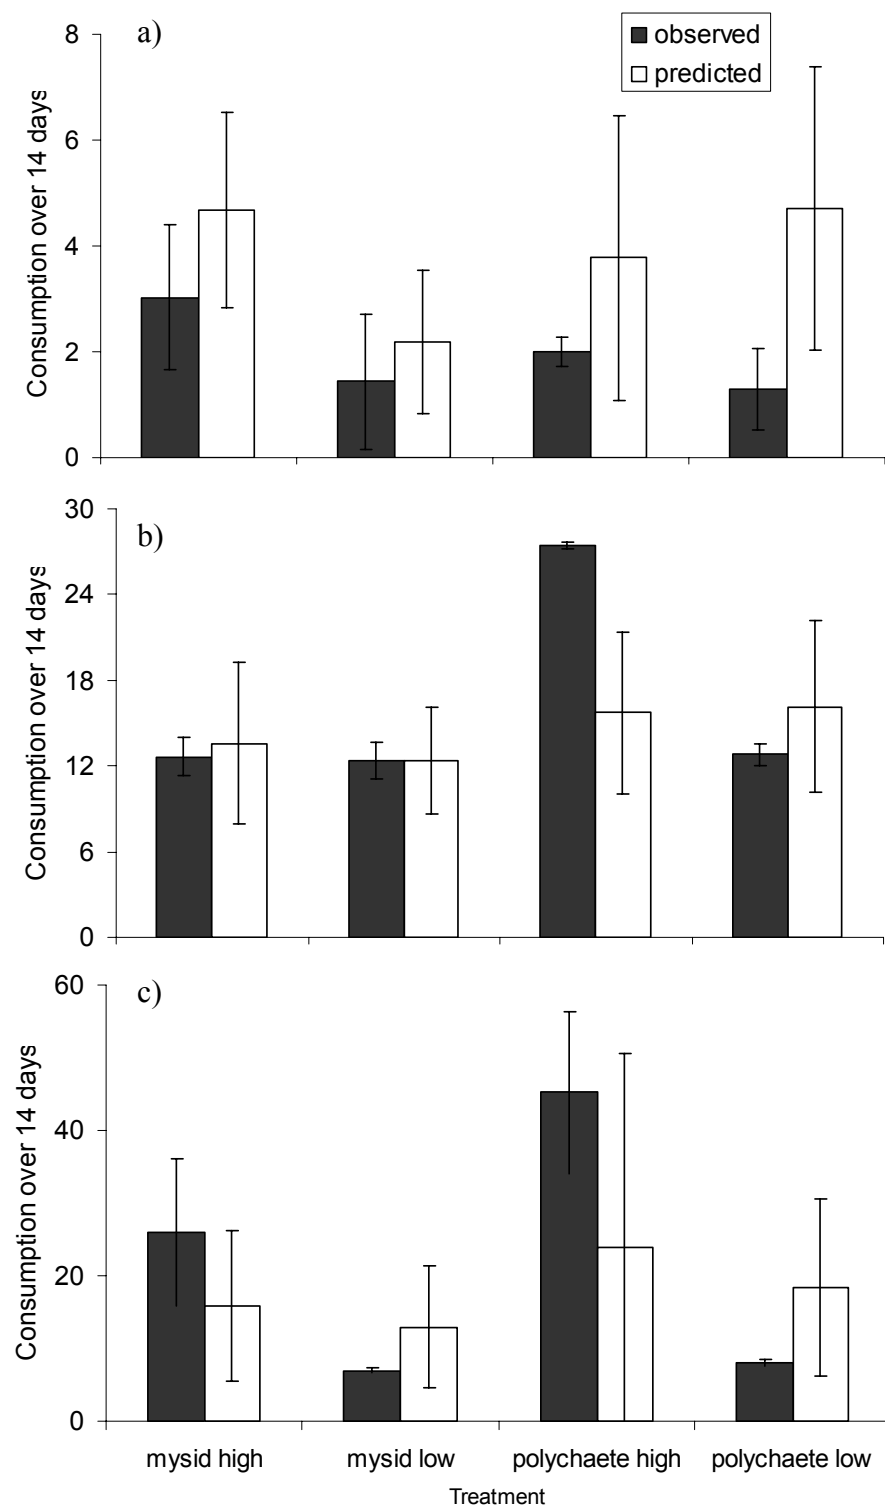 a)
observed
predicted
Consumption over 14 days
8
6
4
2
0
b)
Consumption over 14 days
30
24
18
12
6
0
c)
Consumption over 14 days
60
40
20
0
mysid high mysid low polychaete high polychaete low
Treatment